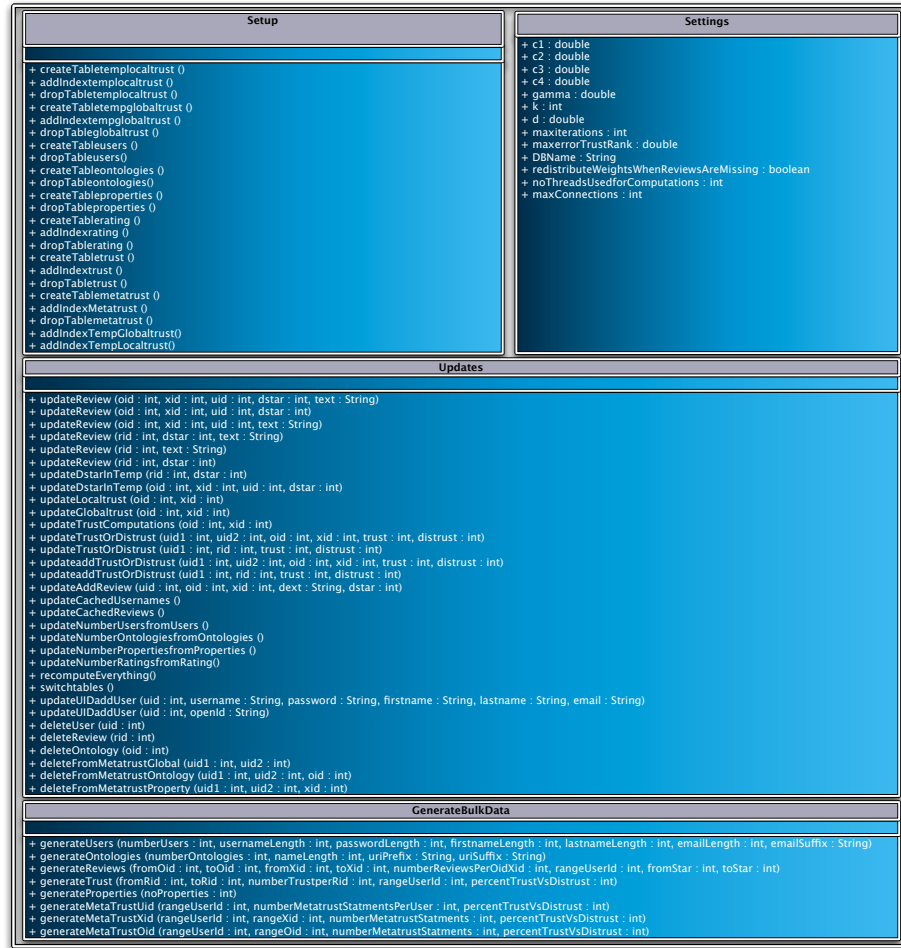 Setup
+ createTabletemplocaltrust ()
+ addIndextemplocaltrust ()
+ dropTabletemplocaltrust ()
+ createTabletempglobaltrust ()
+ addIndextempglobaltrust ()
+ dropTableglobaltrust ()
+ createTableusers ()
+ dropTableusers()
+ createTableontologies ()
+ dropTableontologies()
+ createTableproperties ()
+ dropTableproperties ()
+ createTablerating ()
+ addIndexrating ()
+ dropTablerating ()
+ createTabletrust ()
+ addIndextrust ()
+ dropTabletrust ()
+ createTablemetatrust ()
+ addIndexMetatrust ()
+ dropTablemetatrust ()
+ addIndexTempGlobaltrust()
+ addIndexTempLocaltrust()
Settings
+ c1 : double
+ c2 : double
+ c3 : double
+ c4 : double
+ gamma : double
+ k : int
+ d : double
+ maxiterations : int
+ maxerrorTrustRank : double
+ DBName : String
+ redistributeWeightsWhenReviewsAreMissing : boolean
+ noThreadsUsedforComputations : int
+ maxConnections : int
Updates
+ updateReview (oid : int, xid : int, uid : int, dstar : int, text : String)
+ updateReview (oid : int, xid : int, uid : int, dstar : int)
+ updateReview (oid : int, xid : int, uid : int, text : String)
+ updateReview (rid : int, dstar : int, text : String)
+ updateReview (rid : int, text : String)
+ updateReview (rid : int, dstar : int)
+ updateDstarInTemp (rid : int, dstar : int)
+ updateDstarInTemp (oid : int, xid : int, uid : int, dstar : int)
+ updateLocaltrust (oid : int, xid : int)
+ updateGlobaltrust (oid : int, xid : int)
+ updateTrustComputations (oid : int, xid : int)
+ updateTrustOrDistrust (uid1 : int, uid2 : int, oid : int, xid : int, trust : int, distrust : int)
+ updateTrustOrDistrust (uid1 : int, rid : int, trust : int, distrust : int)
+ updateaddTrustOrDistrust (uid1 : int, uid2 : int, oid : int, xid : int, trust : int, distrust : int)
+ updateaddTrustOrDistrust (uid1 : int, rid : int, trust : int, distrust : int)
+ updateAddReview (uid : int, oid : int, xid : int, dext : String, dstar : int)
+ updateCachedUsernames ()
+ updateCachedReviews ()
+ updateNumberUsersfromUsers ()
+ updateNumberOntologiesfromOntologies ()
+ updateNumberPropertiesfromProperties ()
+ updateNumberRatingsfromRating()
+ recomputeEverything()
+ switchtables ()
+ updateUIDaddUser (uid : int, username : String, password : String, firstname : String, lastname : String, email : String)
+ updateUIDaddUser (uid : int, openId : String)
+ deleteUser (uid : int)
+ deleteReview (rid : int)
+ deleteOntology (oid : int)
+ deleteFromMetatrustGlobal (uid1 : int, uid2 : int)
+ deleteFromMetatrustOntology (uid1 : int, uid2 : int, oid : int)
+ deleteFromMetatrustProperty (uid1 : int, uid2 : int, xid : int)
GenerateBulkData
+ generateUsers (numberUsers : int, usernameLength : int, passwordLength : int, firstnameLength : int, lastnameLength : int, emailLength : int, emailSuffix : String)
+ generateOntologies (numberOntologies : int, nameLength : int, uriPrefix : String, uriSuffix : String)
+ generateReviews (fromOid : int, toOid : int, fromXid : int, toXid : int, numberReviewsPerOidXid : int, rangeUserId : int, fromStar : int, toStar : int)
+ generateTrust (fromRid : int, toRid : int, numberTrustperRid : int, rangeUserId : int, percentTrustVsDistrust : int)
+ generateProperties (noProperties : int)
+ generateMetaTrustUid (rangeUserId : int, numberMetatrustStatmentsPerUser : int, percentTrustVsDistrust : int)
+ generateMetaTrustXid (rangeUserId : int, rangeXid : int, numberMetatrustStatments : int, percentTrustVsDistrust : int)
+ generateMetaTrustOid (rangeUserId : int, rangeOid : int, numberMetatrustStatments : int, percentTrustVsDistrust : int)